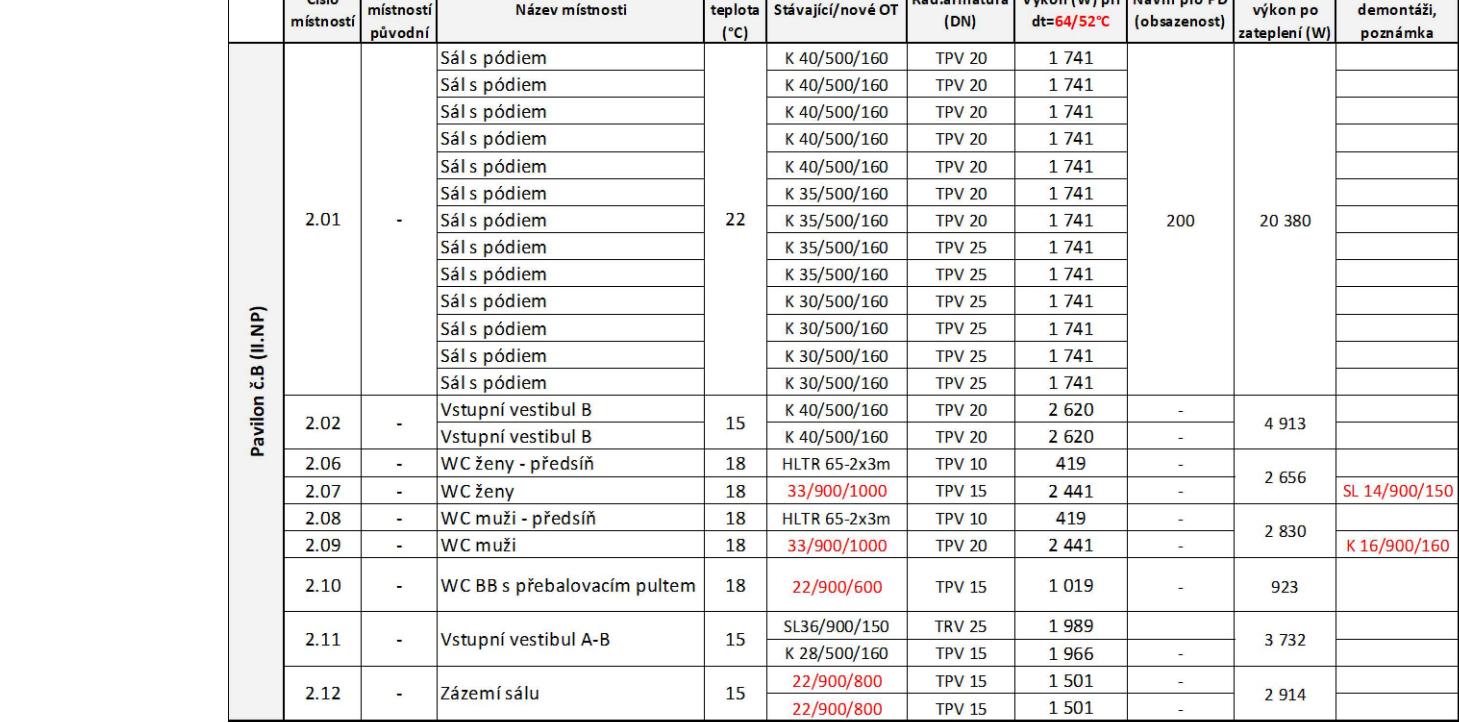 Číslo místností Název místnosti teplota Stávající/nové OT Rad.armatura Výkon (W) při Návrh pro PD výkon po demontáži,
místností původní (°C) (DN) dt=64/52°C (obsazenost) zateplení (W) poznámka
Pavilon č.B (II.NP)
Sál s pódiem K 40/500/160 TPV 20 1 741
Sál s pódiem K 40/500/160 TPV 20 1 741
Sál s pódiem K 40/500/160 TPV 20 1 741
Sál s pódiem K 40/500/160 TPV 20 1 741
Sál s pódiem K 40/500/160 TPV 20 1 741
Sál s pódiem K 35/500/160 TPV 20 1 741
2.01 - Sál s pódiem 22 K 35/500/160 TPV 20 1 741 200 20 380
Sál s pódiem K 35/500/160 TPV 25 1 741
Sál s pódiem K 35/500/160 TPV 25 1 741
Sál s pódiem K 30/500/160 TPV 25 1 741
Sál s pódiem K 30/500/160 TPV 25 1 741
Sál s pódiem K 30/500/160 TPV 25 1 741
Sál s pódiem K 30/500/160 TPV 25 1 741
2.02 - Vstupní vestibul B 15 K 40/500/160 TPV 20 2 620 - 4 913
Vstupní vestibul B K 40/500/160 TPV 20 2 620 -
2.06 - WC ženy - předsíň 18 HLTR 65-2x3m TPV 10 419 - 2 656
2.07 - WC ženy 18 33/900/1000 TPV 15 2 441 - SL 14/900/150
2.08 - WC muži - předsíň 18 HLTR 65-2x3m TPV 10 419 - 2 830
2.09 - WC muži 18 33/900/1000 TPV 20 2 441 - K 16/900/160
2.10 - WC BB s přebalovacím pultem 18 22/900/600 TPV 15 1 019 - 923
2.11 - Vstupní vestibul A-B 15 SL36/900/150 TRV 25 1 989 3 732
K 28/500/160 TPV 15 1 966 -
2.12 - Zázemí sálu 15 22/900/800 TPV 15 1 501 - 2 914
22/900/800 TPV 15 1 501 -